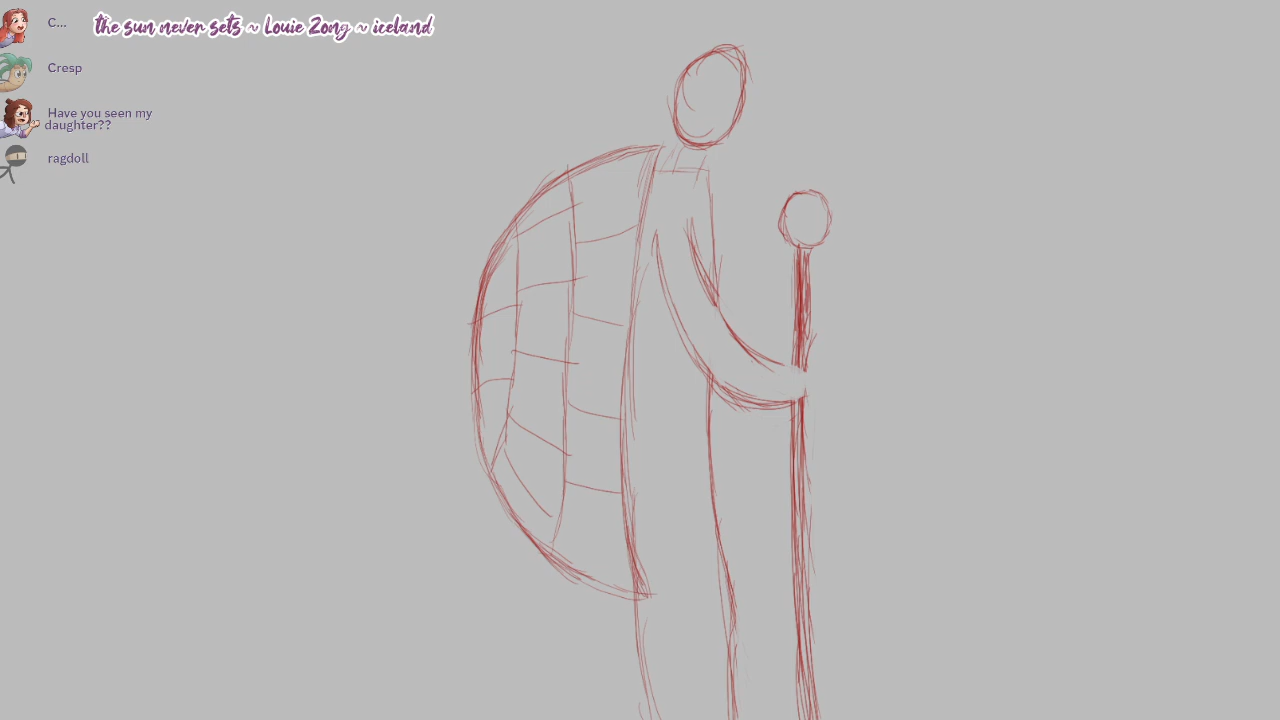 C...
the sun never sets ~ Louie Zong ~ iceland
Cresp
Have you seen my
daughter??
ragdoll